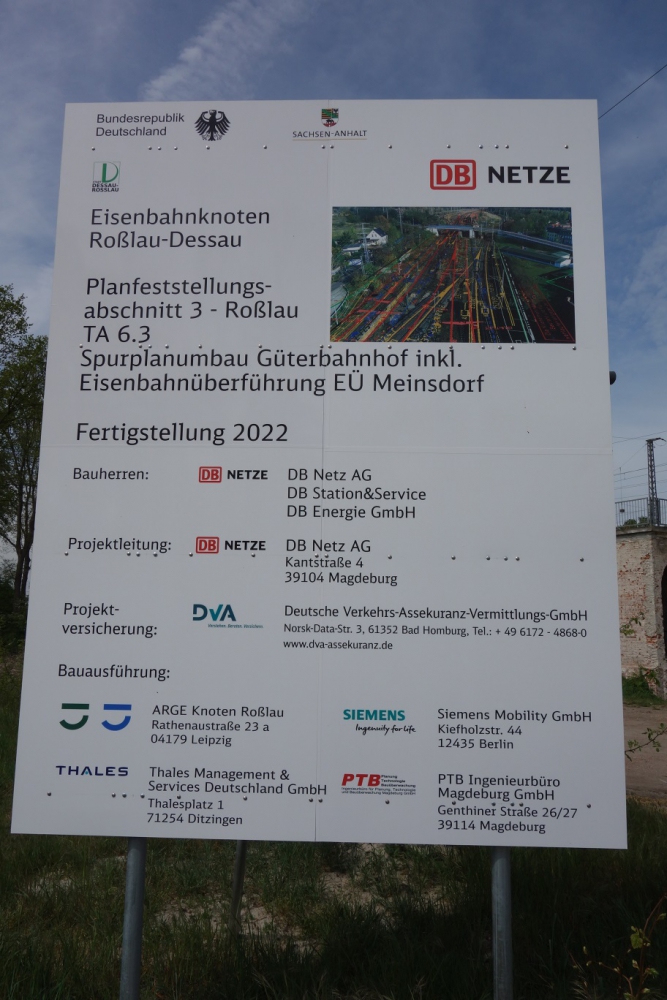 Bundesrepublik
Deutschland
SACHSEN-ANHALT
DESSAU-
ROSSLAU
DB NETZE
Eisenbahnknoten
Roßlau-Dessau
Planfeststellungs-
abschnitt 3 - Roßlau
TA 6.3
Spurplanumbau Güterbahnhof inkl.
Eisenbahnüberführung EÜ Meinsdorf
Fertigstellung 2022
Bauherren: DB NETZE DB Netz AG
DB Station&Service
DB Energie GmbH
Projektleitung: DB NETZE DB Netz AG
Kantstraße 4
39104 Magdeburg
Projekt-
versicherung:
DVA
Deutsche Verkehrs-Assekuranz-Vermittlungs-GmbH
Norsk-Data-Str. 3, 61352 Bad Homburg, Tel.: + 49 6172 - 4868-0
www.dva-assekuranz.de
Bauausführung:
ARGE Knoten Roßlau
Rathenaustraße 23 a
04179 Leipzig
SIEMENS
Ingenuity for life
Siemens Mobility GmbH
Kiefholzstr. 44
12435 Berlin
THALES
Thales Management &
Services Deutschland GmbH
Thalesplatz 1
71254 Ditzingen
PTB
Planung
Technologie
Bauüberwachung
PTB Ingenieurbüro
Magdeburg GmbH
Genthiner Straße 26/27
39114 Magdeburg